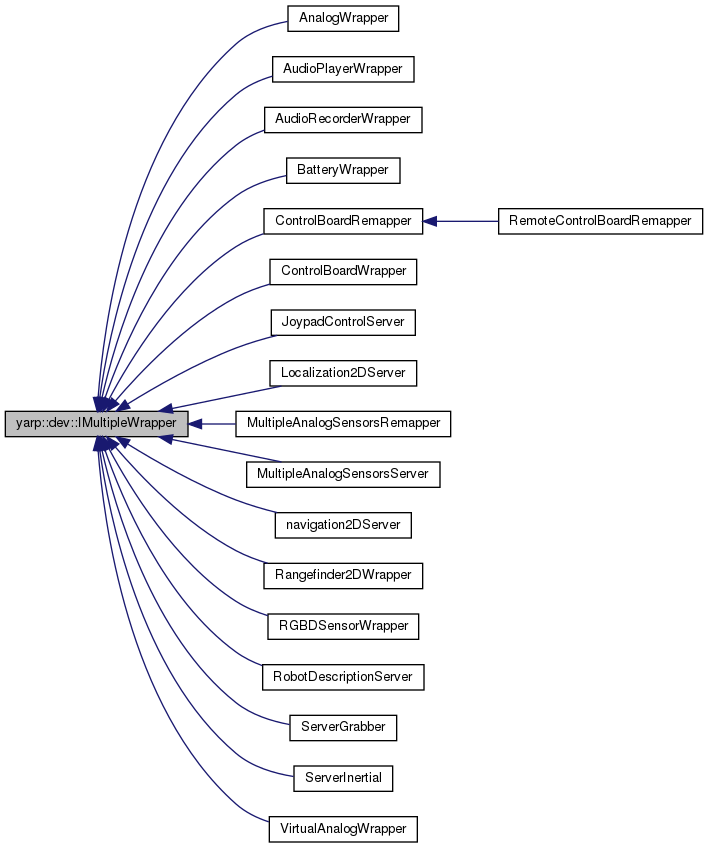 AnalogWrapper
AudioPlayerWrapper
AudioRecorderWrapper
BatteryWrapper
ControlBoardRemapper
RemoteControlBoardRemapper
ControlBoardWrapper
JoypadControlServer
Localization2DServer
yarp::dev::IMultipleWrapper
MultipleAnalogSensorsRemapper
MultipleAnalogSensorsServer
navigation2DServer
Rangefinder2DWrapper
RGBDSensorWrapper
RobotDescriptionServer
ServerGrabber
ServerInertial
VirtualAnalogWrapper